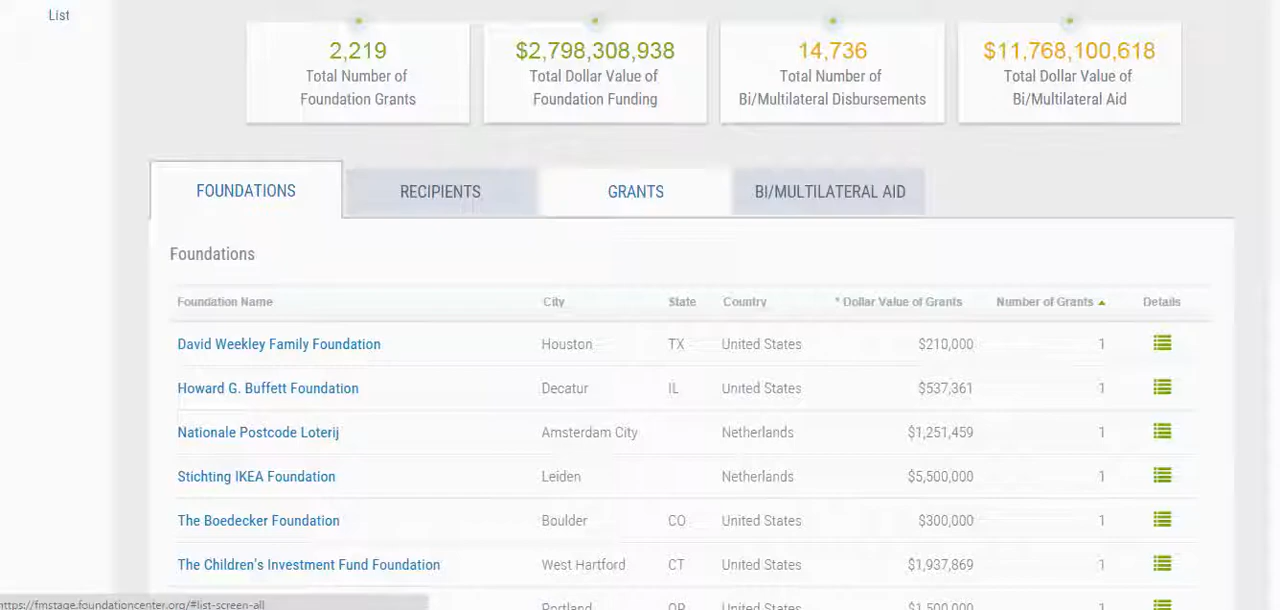 List
2,219
Total Number of
Foundation Grants
$2,798,308,938
Total Dollar Value of
Foundation Funding
14,736
Total Number of
Bi/Multilateral Disbursements
$11,768,100,618
Total Dollar Value of
Bi/Multilateral Aid
FOUNDATIONS RECIPIENTS GRANTS BI/MULTILATERAL AID
Foundations
Foundation Name City State Country * Dollar Value of Grants Number of Grants Details
David Weekley Family Foundation Houston TX United States $210,000 1
Howard G. Buffett Foundation Decatur IL United States $537,361 1
Nationale Postcode Loterij Amsterdam City Netherlands $1,251,459 1
Stichting IKEA Foundation Leiden Netherlands $5,500,000 1
The Boedecker Foundation Boulder CO United States $300,000 1
The Children's Investment Fund Foundation West Hartford CT United States $1,937,869 1
Portland OR United States $1,500,000 1
https://fmstage.foundationcenter.org/#list-screen-all